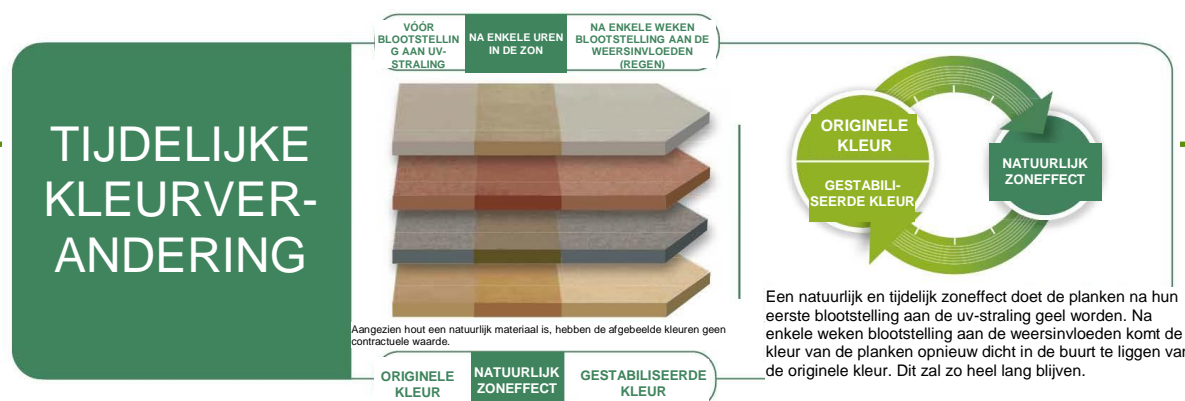 TIJDELIJKE
KLEURVER-
ANDERING
VÓÓR
BLOOTSTELLIN
G AAN UV-
STRALING
NA ENKELE UREN
IN DE ZON
NA ENKELE WEKEN
BLOOTSTELLING AAN DE
WEERSINVLOEDEN
(REGEN)
Aangezien hout een natuurlijk materiaal is, hebben de afgebeelde kleuren geen
contractuele waarde.
ORIGINELE
KLEUR
NATUURLIJK
ZONEFFECT
GESTABILISEERDE
KLEUR
ORIGINELE
KLEUR
GESTABILI-
SEERDE KLEUR
NATUURLIJK
ZONEFFECT
Een natuurlijk en tijdelijk zoneffect doet de planken na hun
eerste blootstelling aan de uv-straling geel worden. Na
enkele weken blootstelling aan de weersinvloeden komt de
kleur van de planken opnieuw dicht in de buurt te liggen van
de originele kleur. Dit zal zo heel lang blijven.